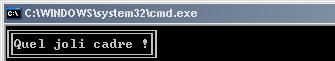 C:\WINDOWS\system32\cmd.exe
Quel joli cadre !